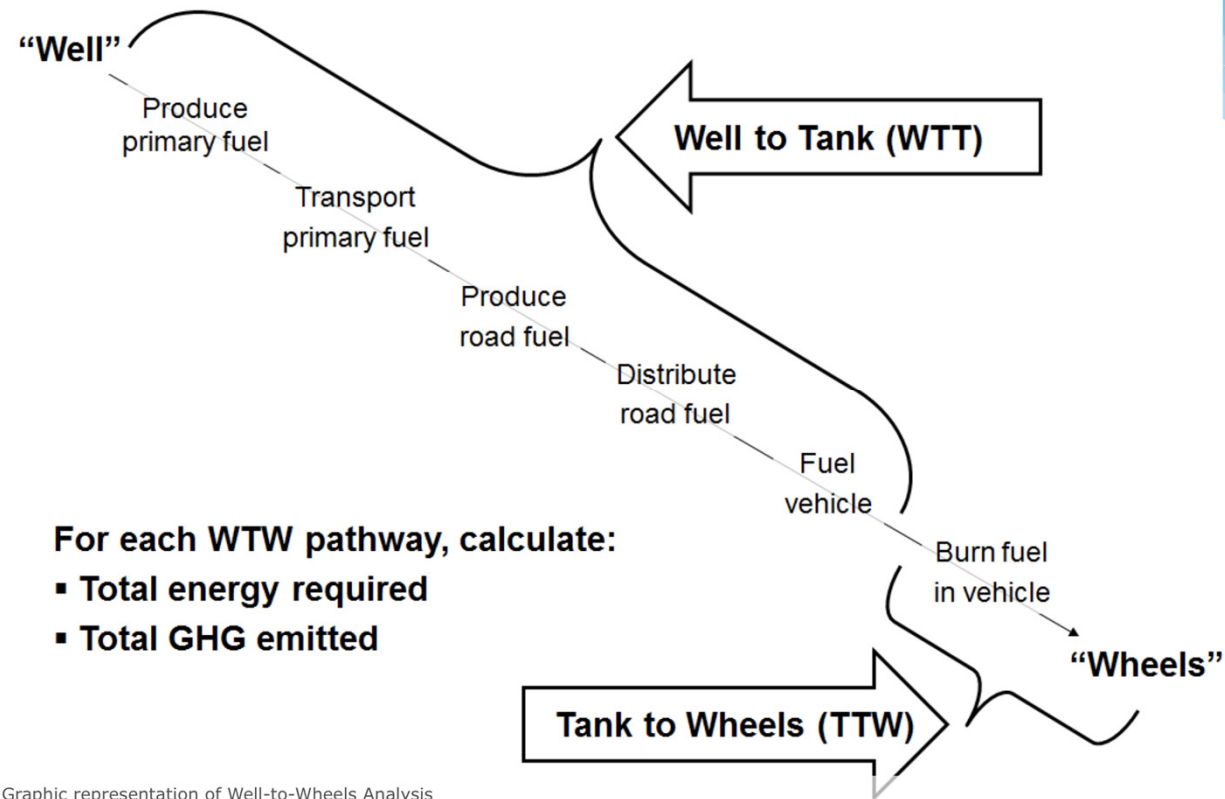 “Well”
Produce
primary fuel
Well to Tank (WTT)
Transport
primary fuel
Produce
road fuel
Distribute
road fuel
Fuel
vehicle
For each WTW pathway, calculate:
▪ Total energy required
▪ Total GHG emitted
Burn fuel
in vehicle
“Wheels”
Tank to Wheels (TTW)
Graphic representation of Well-to-Wheels Analysis